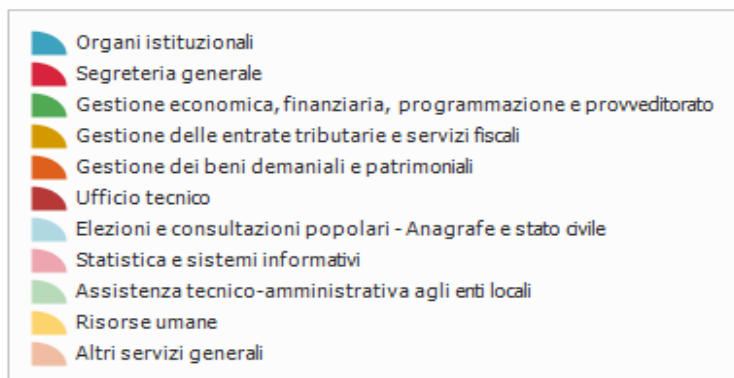 Organi istituzionali
Segreteria generale
Gestione economica, finanziaria, programmazione e provveditorato
Gestione delle entrate tributarie e servizi fiscali
Gestione dei beni demaniali e patrimoniali
Ufficio tecnico
Elezioni e consultazioni popolari - Anagrafe e stato civile
Statistica e sistemi informativi
Assistenza tecnico-amministrativa agli enti locali
Risorse umane
Altri servizi generali